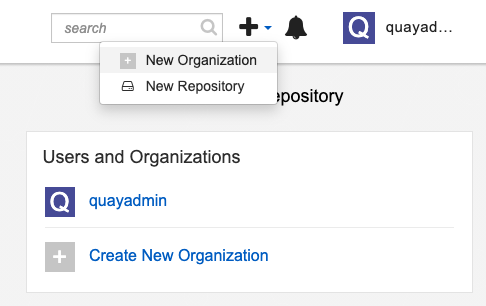 search
quayad...
New Organization
New Repository
epository
Users and Organizations
quayadmin
Create New Organization